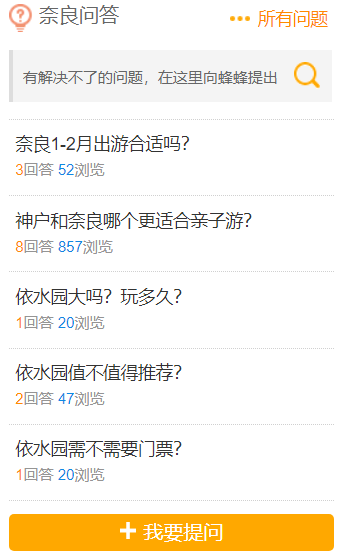 奈良问答
所有问题
有解决不了的问题，在这里向蜂蜂提出
奈良1-2月出游合适吗？
3回答 52浏览
神户和奈良哪个更适合亲子游？
8回答 857浏览
依水园大吗？玩多久？
1回答 20浏览
依水园值不值得推荐？
2回答 47浏览
依水园需不需要门票？
1回答 20浏览
我要提问